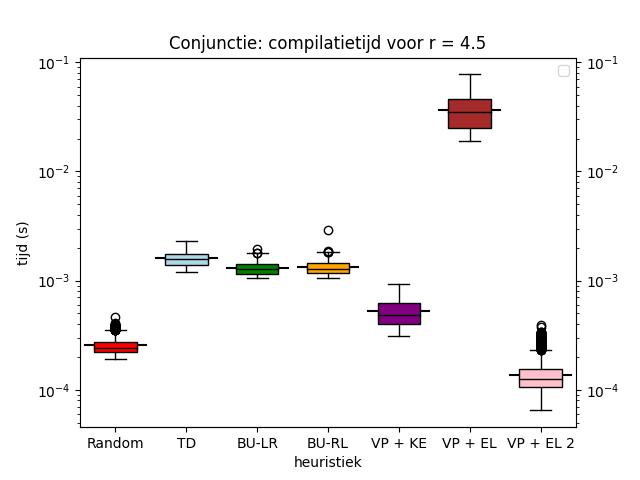 Conjunctie: compilatietijd voor r = 4.5
10⁻¹ 10⁻¹
10⁻² 10⁻²
tijd (s)
10⁻³ 10⁻³
10⁻⁴ 10⁻⁴
Random TD BU-LR BU-RL VP + KE VP + EL VP + EL 2
heuristiek